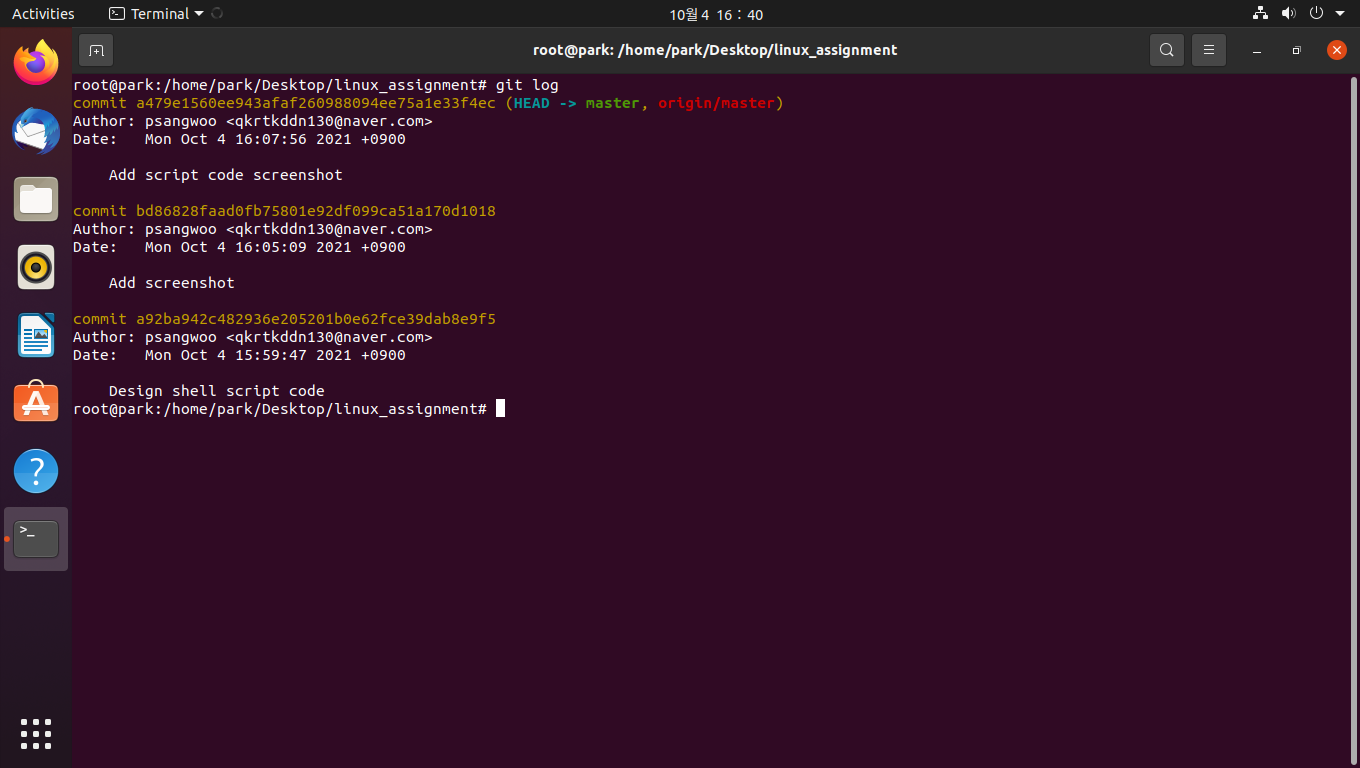 Activities
Terminal
10월 4 16 : 40
root@park: /home/park/Desktop/linux_assignment
root@park:/home/park/Desktop/linux_assignment# git log
commit a479e1560ee943afaf260988094ee75a1e33f4ec (HEAD -> master, origin/master)
Author: psangwoo <qkrtkddn130@naver.com>
Date:   Mon Oct 4 16:07:56 2021 +0900
    Add script code screenshot
commit bd86828faad0fb75801e92df099ca51a170d1018
Author: psangwoo <qkrtkddn130@naver.com>
Date:   Mon Oct 4 16:05:09 2021 +0900
    Add screenshot
commit a92ba942c482936e205201b0e62fce39dab8e9f5
Author: psangwoo <qkrtkddn130@naver.com>
Date:   Mon Oct 4 15:59:47 2021 +0900
    Design shell script code
root@park:/home/park/Desktop/linux_assignment#